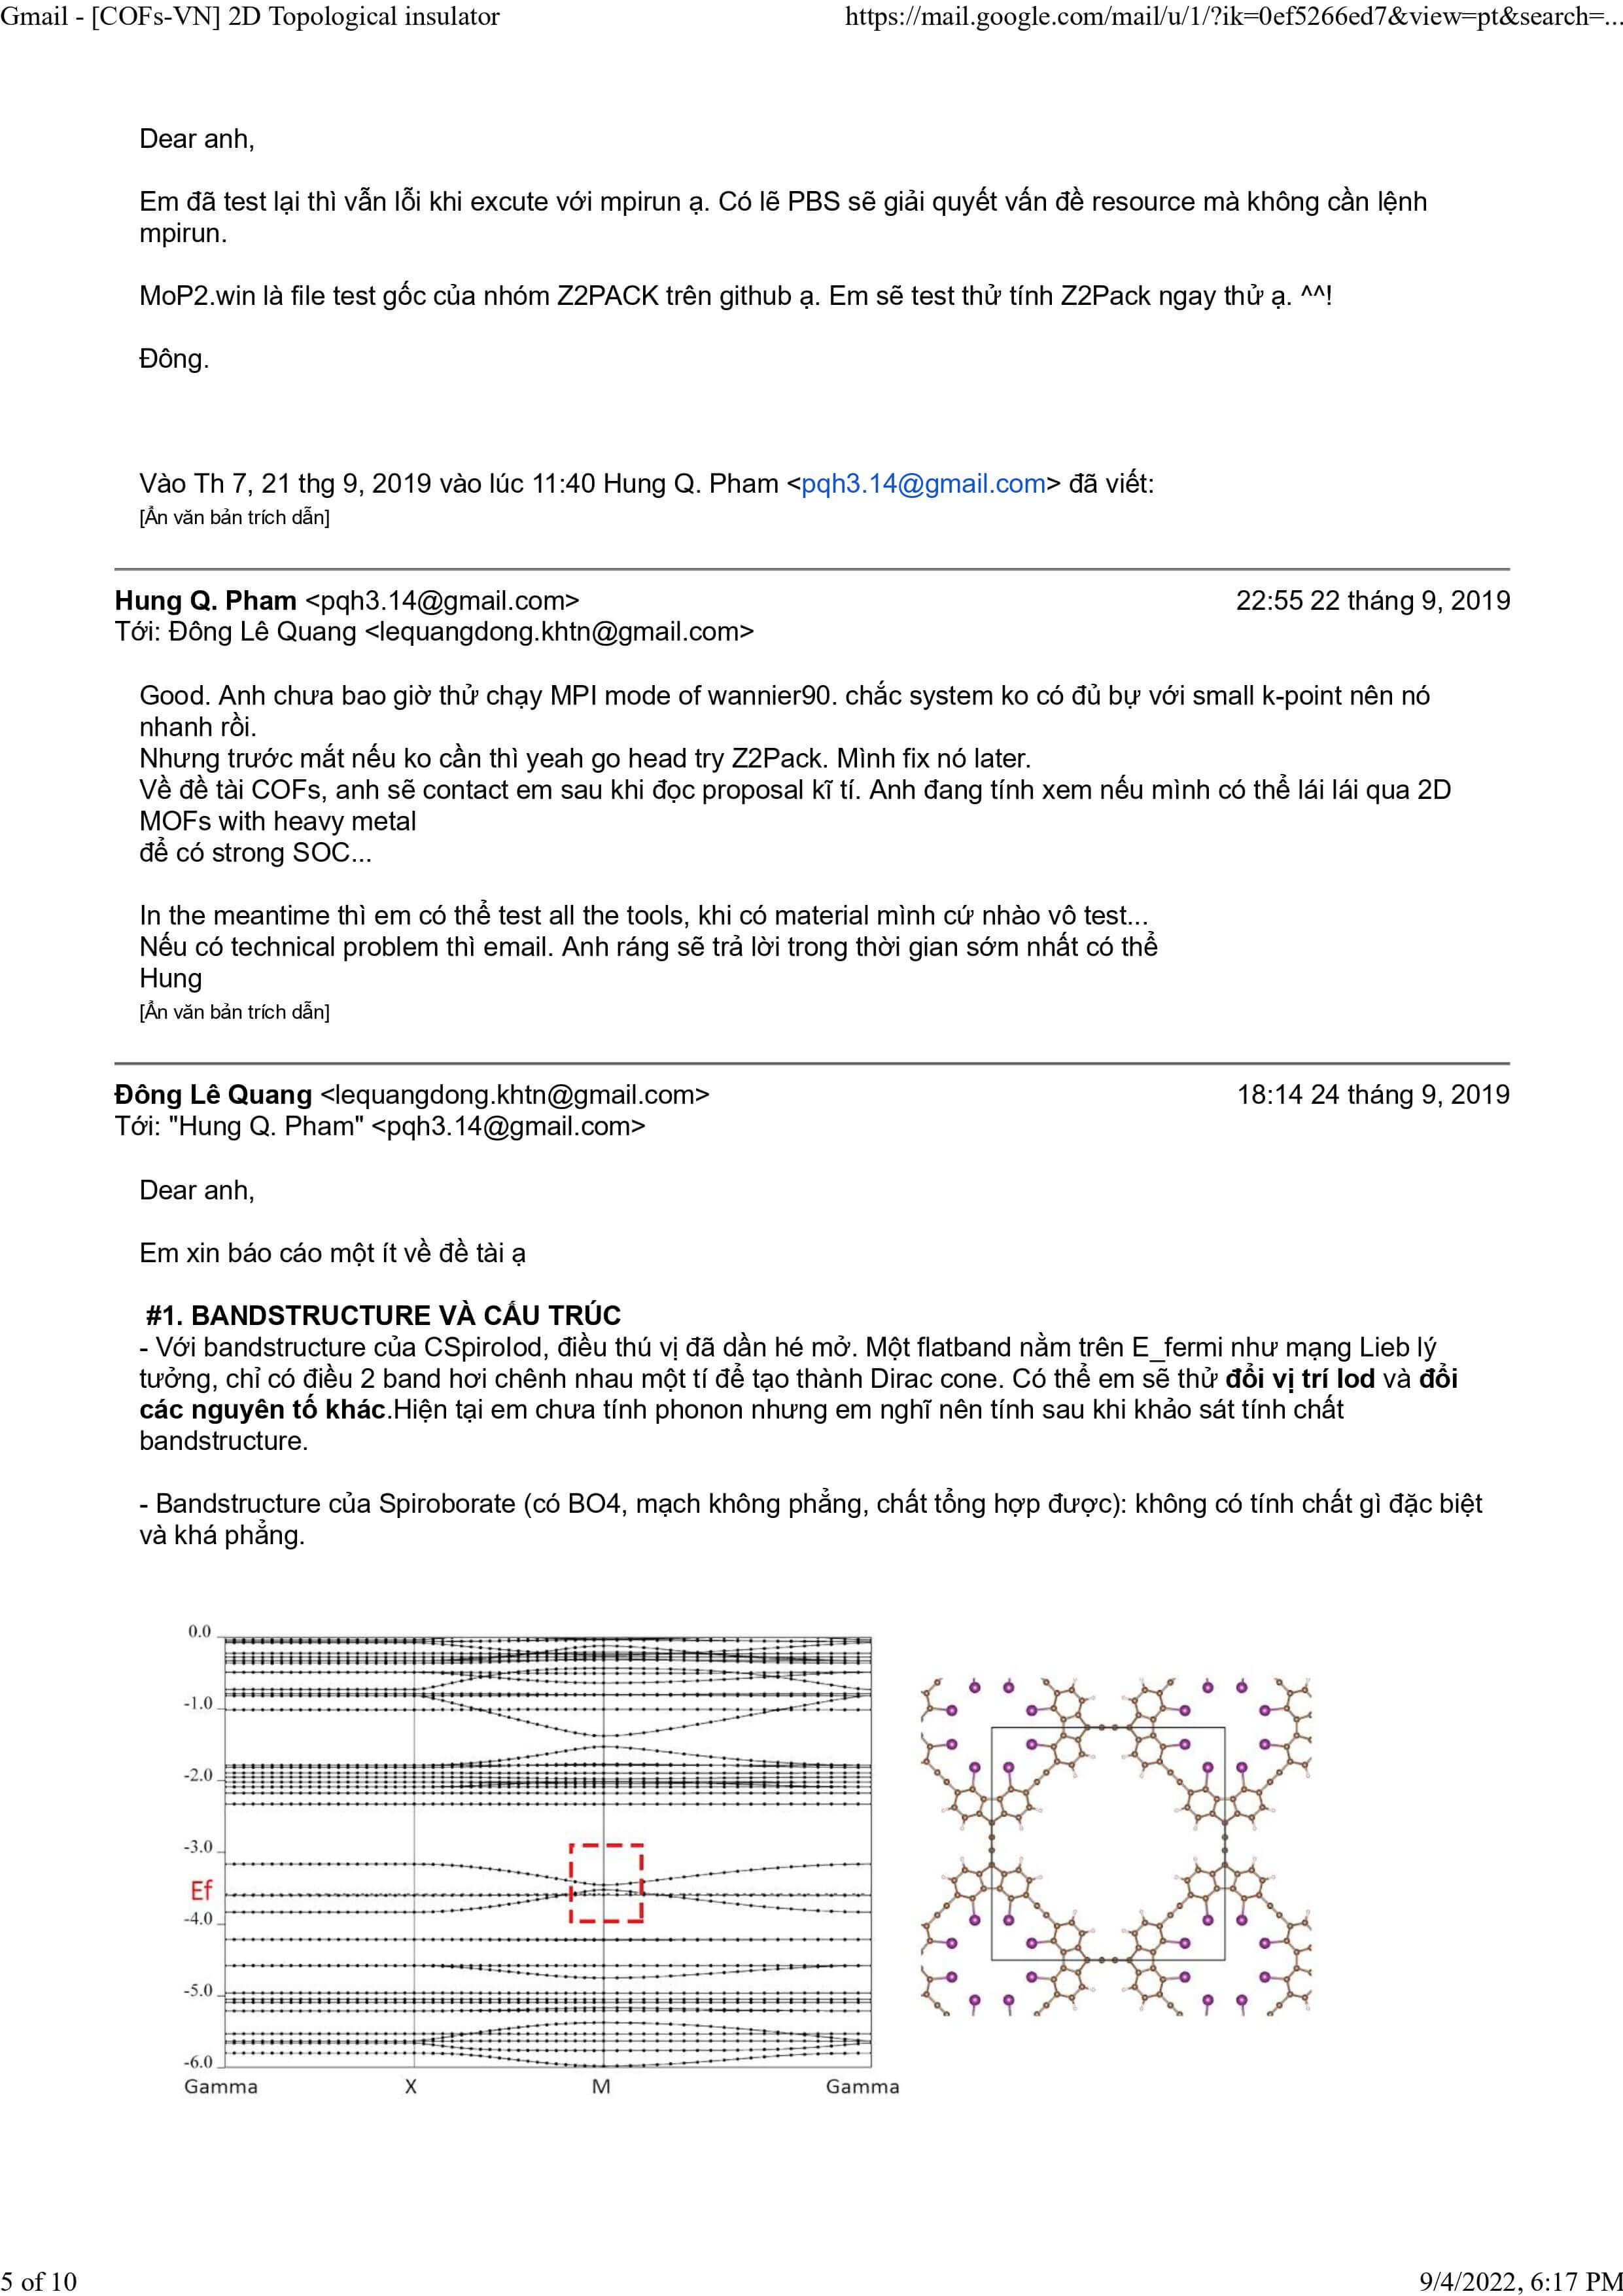 Gmail - [COFs-VN] 2D Topological insulator
https://mail.google.com/mail/u/1/?ik=0ef5266ed7&view=pt&search=...
Dear anh,
Em đã test lại thì vẫn lỗi khi excute với mpirun ạ. Có lẽ PBS sẽ giải quyết vấn đề resource mà không cần lệnh
mpirun.
MoP2.win là file test gốc của nhóm Z2PACK trên github ạ. Em sẽ test thử tính Z2Pack ngay thử ạ. ^^!
Đông.
Vào Th 7, 21 thg 9, 2019 vào lúc 11:40 Hung Q. Pham <pqh3.14@gmail.com> đã viết:
[Ẩn văn bản trích dẫn]
Hung Q. Pham <pqh3.14@gmail.com>
22:55 22 tháng 9, 2019
Tới: Đông Lê Quang <lequangdong.khtn@gmail.com>
Good. Anh chưa bao giờ thử chạy MPI mode of wannier90. chắc system ko có đủ bự với small k-point nên nó
nhanh rồi.
Nhưng trước mắt nếu ko cần thì yeah go head try Z2Pack. Mình fix nó later.
Về đề tài COFs, anh sẽ contact em sau khi đọc proposal kĩ tí. Anh đang tính xem nếu mình có thể lái lái qua 2D
MOFs with heavy metal
để có strong SOC...
In the meantime thì em có thể test all the tools, khi có material mình cứ nhào vô test...
Nếu có technical problem thì email. Anh ráng sẽ trả lời trong thời gian sớm nhất có thể
Hung
[Ẩn văn bản trích dẫn]
Đông Lê Quang <lequangdong.khtn@gmail.com>
18:14 24 tháng 9, 2019
Tới: "Hung Q. Pham" <pqh3.14@gmail.com>
Dear anh,
Em xin báo cáo một ít về đề tài ạ
#1. BANDSTRUCTURE VÀ CẤU TRÚC
- Với bandstructure của CSpiroIod, điều thú vị đã dần hé mở. Một flatband nằm trên E_fermi như mạng Lieb lý
tưởng, chỉ có điều 2 band hơi chênh nhau một tí để tạo thành Dirac cone. Có thể em sẽ thử đổi vị trí Iod và đổi
các nguyên tố khác.Hiện tại em chưa tính phonon nhưng em nghĩ nên tính sau khi khảo sát tính chất
bandstructure.
- Bandstructure của Spiroborate (có BO4, mạch không phẳng, chất tổng hợp được): không có tính chất gì đặc biệt
và khá phẳng.
0.0
-1.0
-2.0
-3.0
Ef
-4.0
-5.0
-6.0
Gamma
X
M
Gamma
5 of 10
9/4/2022, 6:17 PM